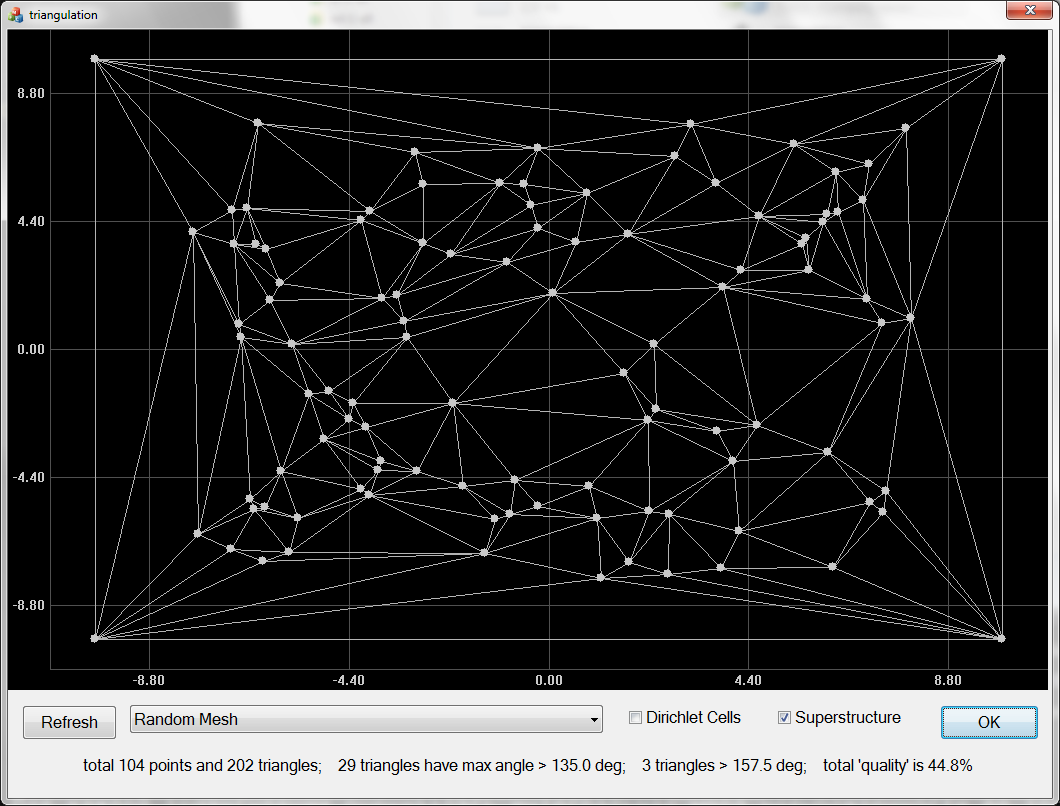 triangulation
8.80
4.40
0.00
-4.40
-8.80
-8.80 -4.40 0.00 4.40 8.80
Refresh Random Mesh Dirichlet Cells Superstructure OK
total 104 points and 202 triangles; 29 triangles have max angle > 135.0 deg; 3 triangles > 157.5 deg; total 'quality' is 44.8%